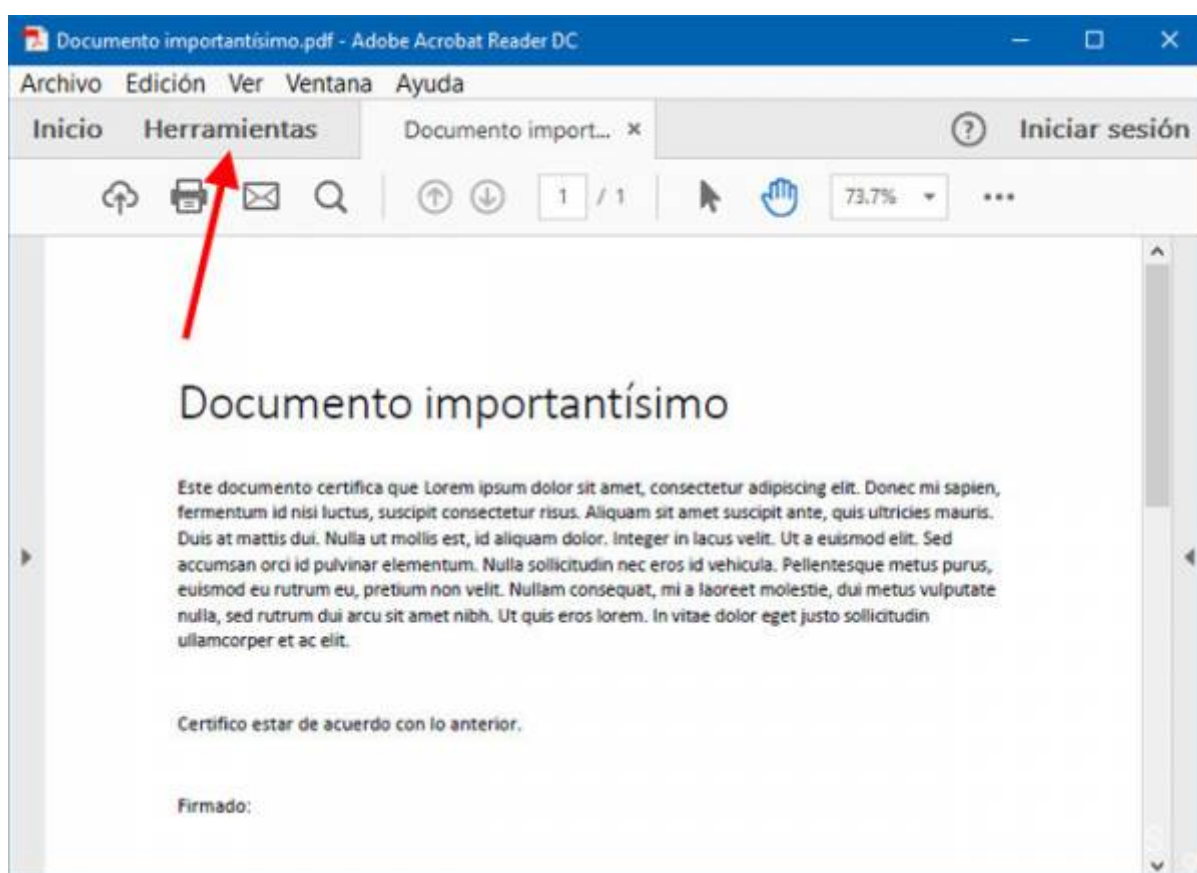 Documento importantísimo.pdf - Adobe Acrobat Reader DC
Archivo Edición Ver Ventana Ayuda
Inicio Herramientas Documento import... × ? Iniciar sesión
1 / 1 73.7%
Documento importantísimo
Este documento certifica que Lorem ipsum dolor sit amet, consectetur adipiscing elit. Donec mi sapien,
fermentum id nisi luctus, suscipit consectetur risus. Aliquam sit amet suscipit ante, quis ultricies mauris.
Duis at mattis dui. Nulla ut mollis est, id aliquam dolor. Integer in lacus velit. Ut a euismod elit. Sed
accumsan orci id pulvinar elementum. Nulla sollicitudin nec eros id vehicula. Pellentesque metus purus,
euismod eu rutrum eu, pretium non velit. Nullam consequat, mi a laoreet molestie, dui metus vulputate
nulla, sed rutrum dui arcu sit amet nibh. Ut quis eros lorem. In vitae dolor eget justo sollicitudin
ullamcorper et ac elit.
Certifico estar de acuerdo con lo anterior.
Firmado: